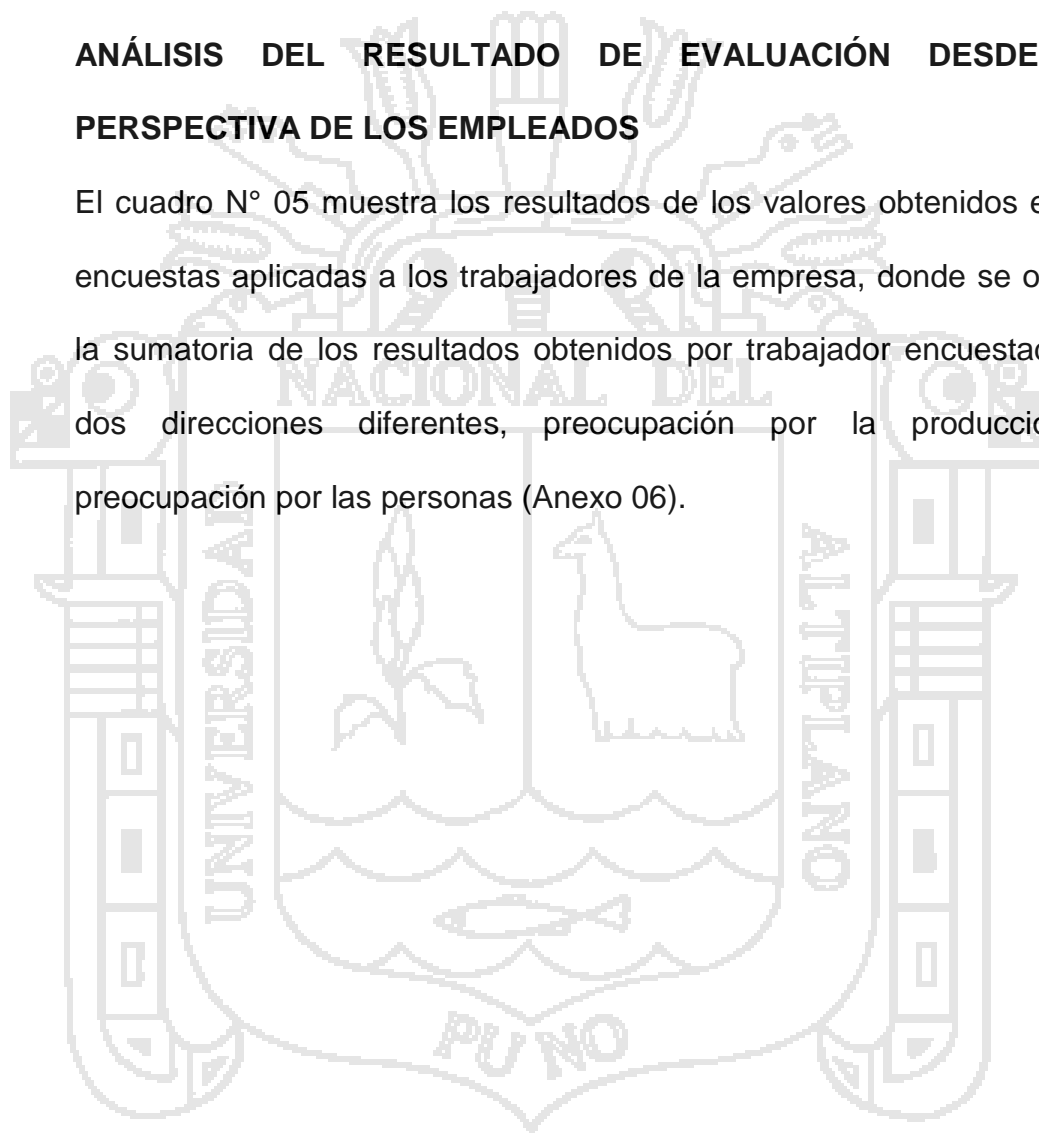 ANÁLISIS DEL RESULTADO DE EVALUACIÓN DESDE
PERSPECTIVA DE LOS EMPLEADOS
El cuadro N° 05 muestra los resultados de los valores obtenidos
encuestas aplicadas a los trabajadores de la empresa, donde se
la sumatoria de los resultados obtenidos por trabajador
dos direcciones diferentes, preocupación por la
preocupación por las personas (Anexo 06).
NACIONAL DEL
UNIVERSIDAD
ALTIPLANO
PUNO